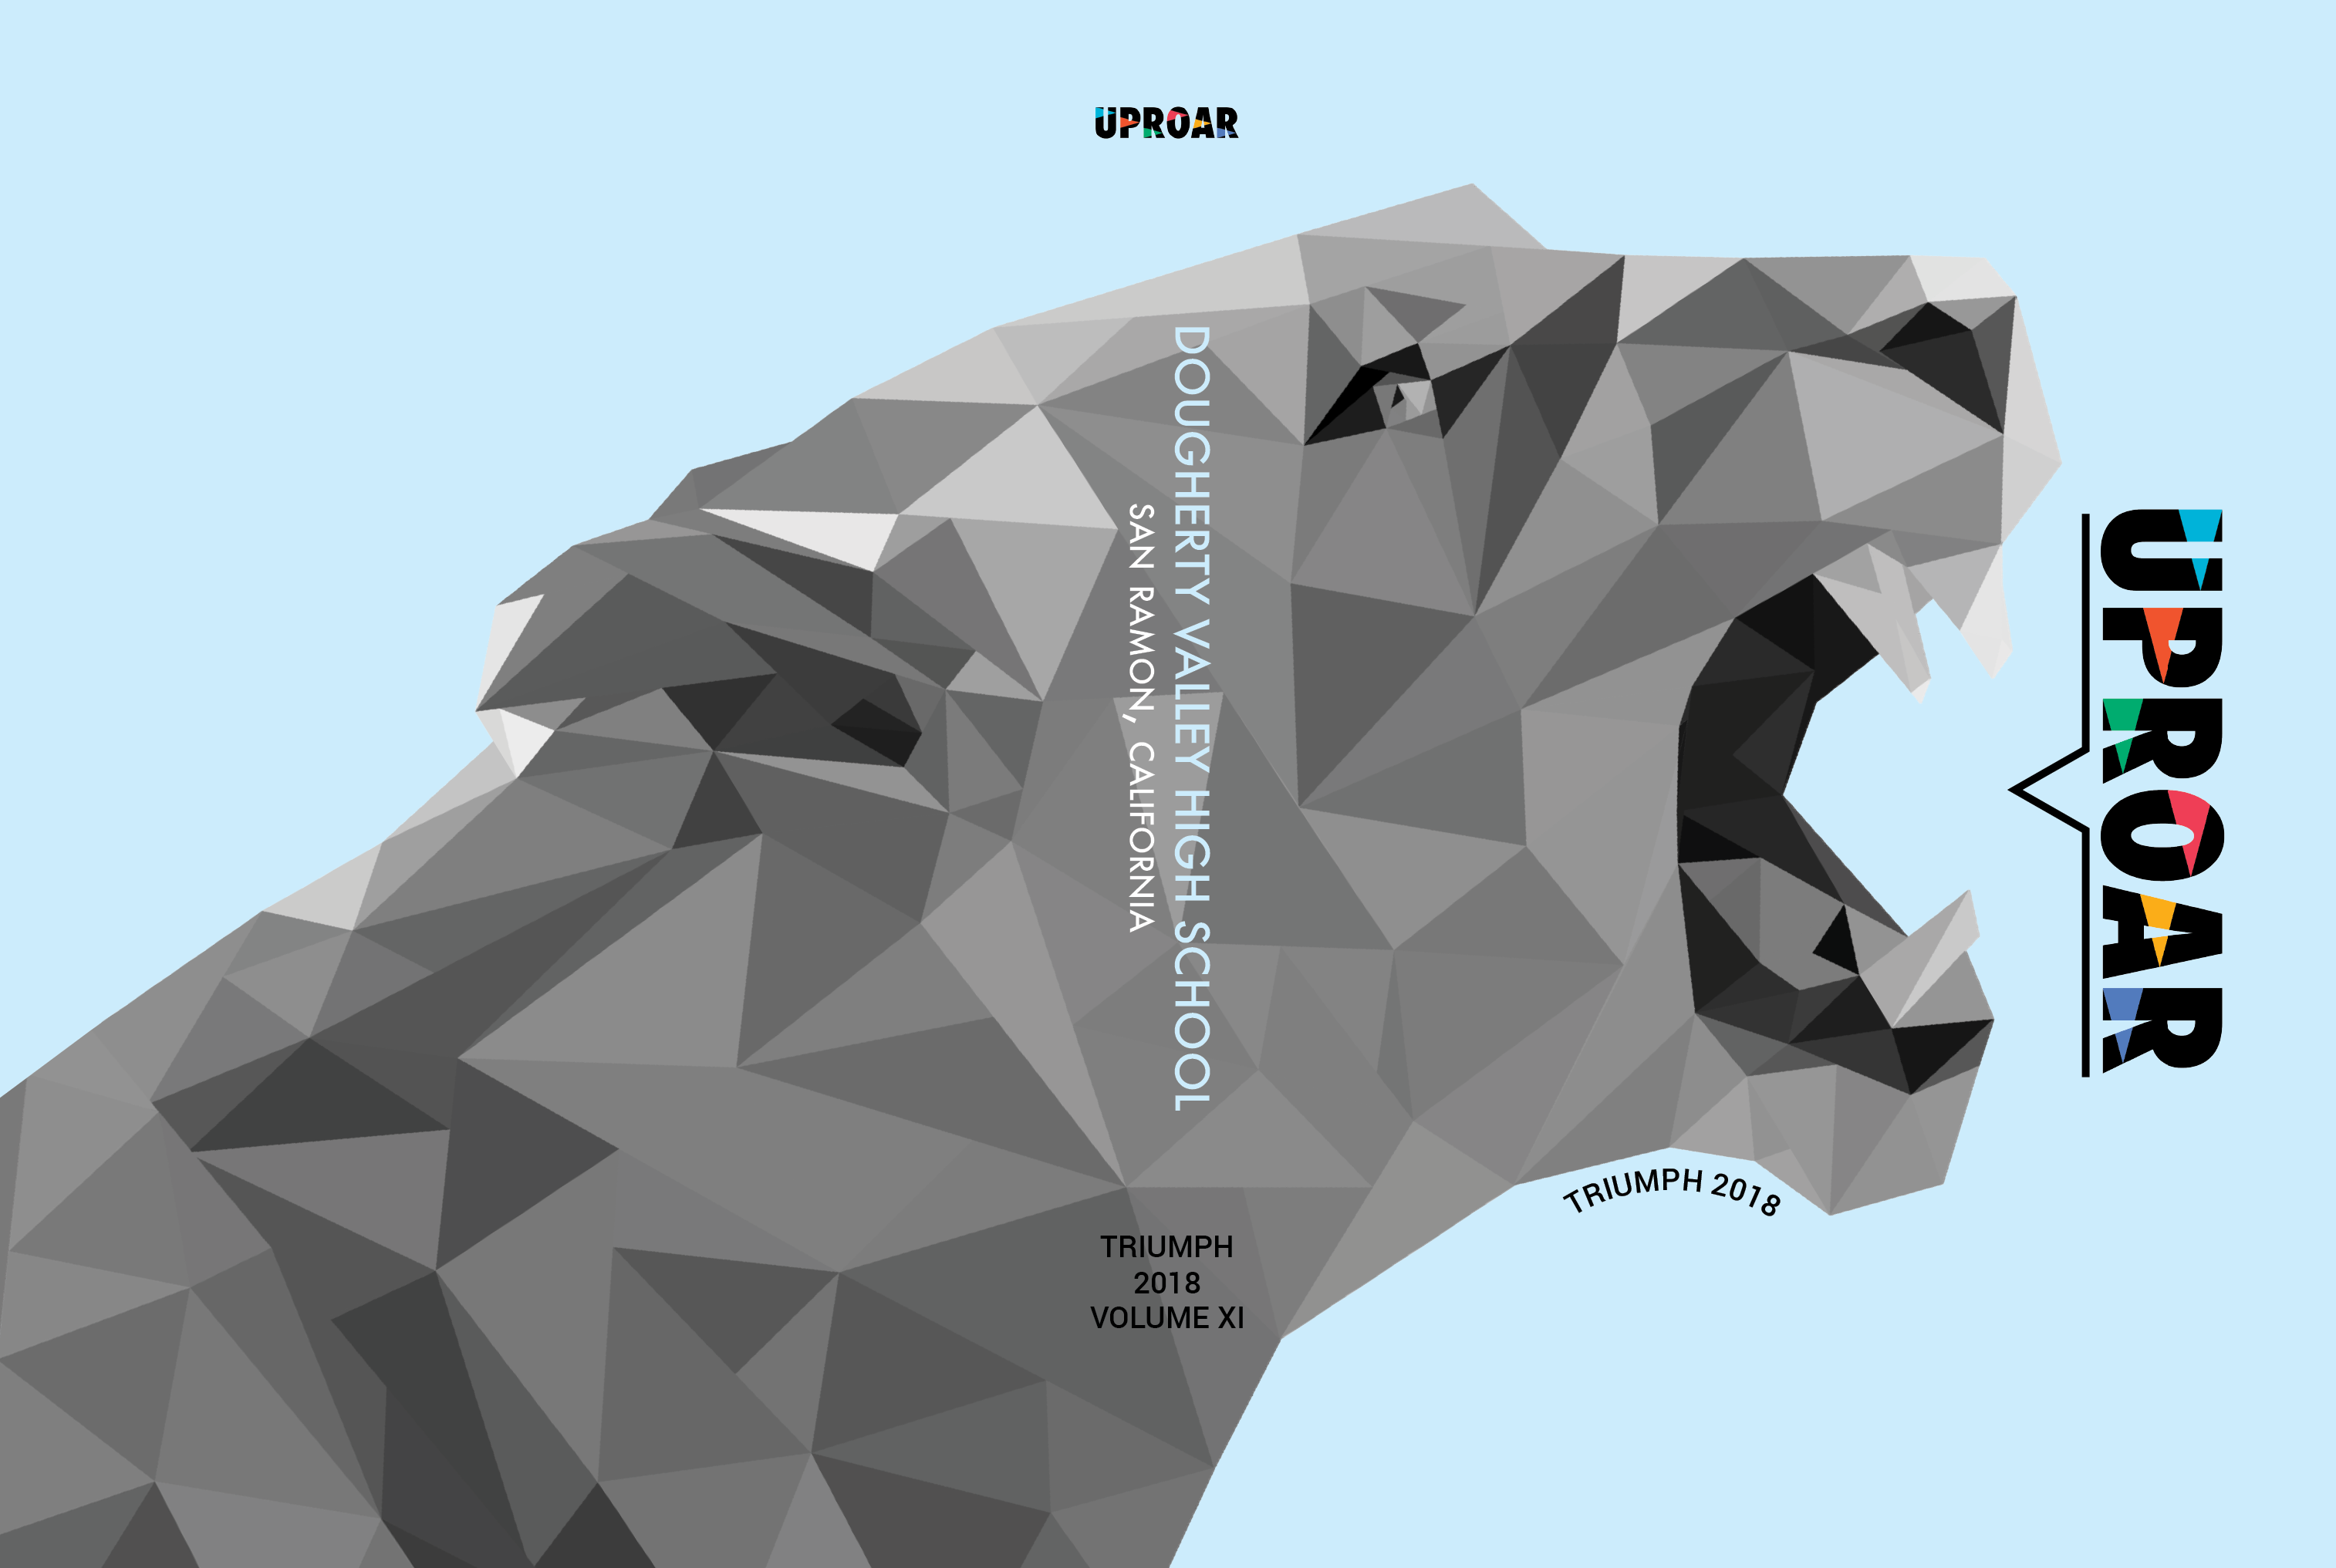 UPROAR
DOUGHERTY VALLEY HIGH SCHOOL
SAN RAMON, CALIFORNIA
TRIUMPH
2018
VOLUME XI
UPROAR
TRIUMPH 2018